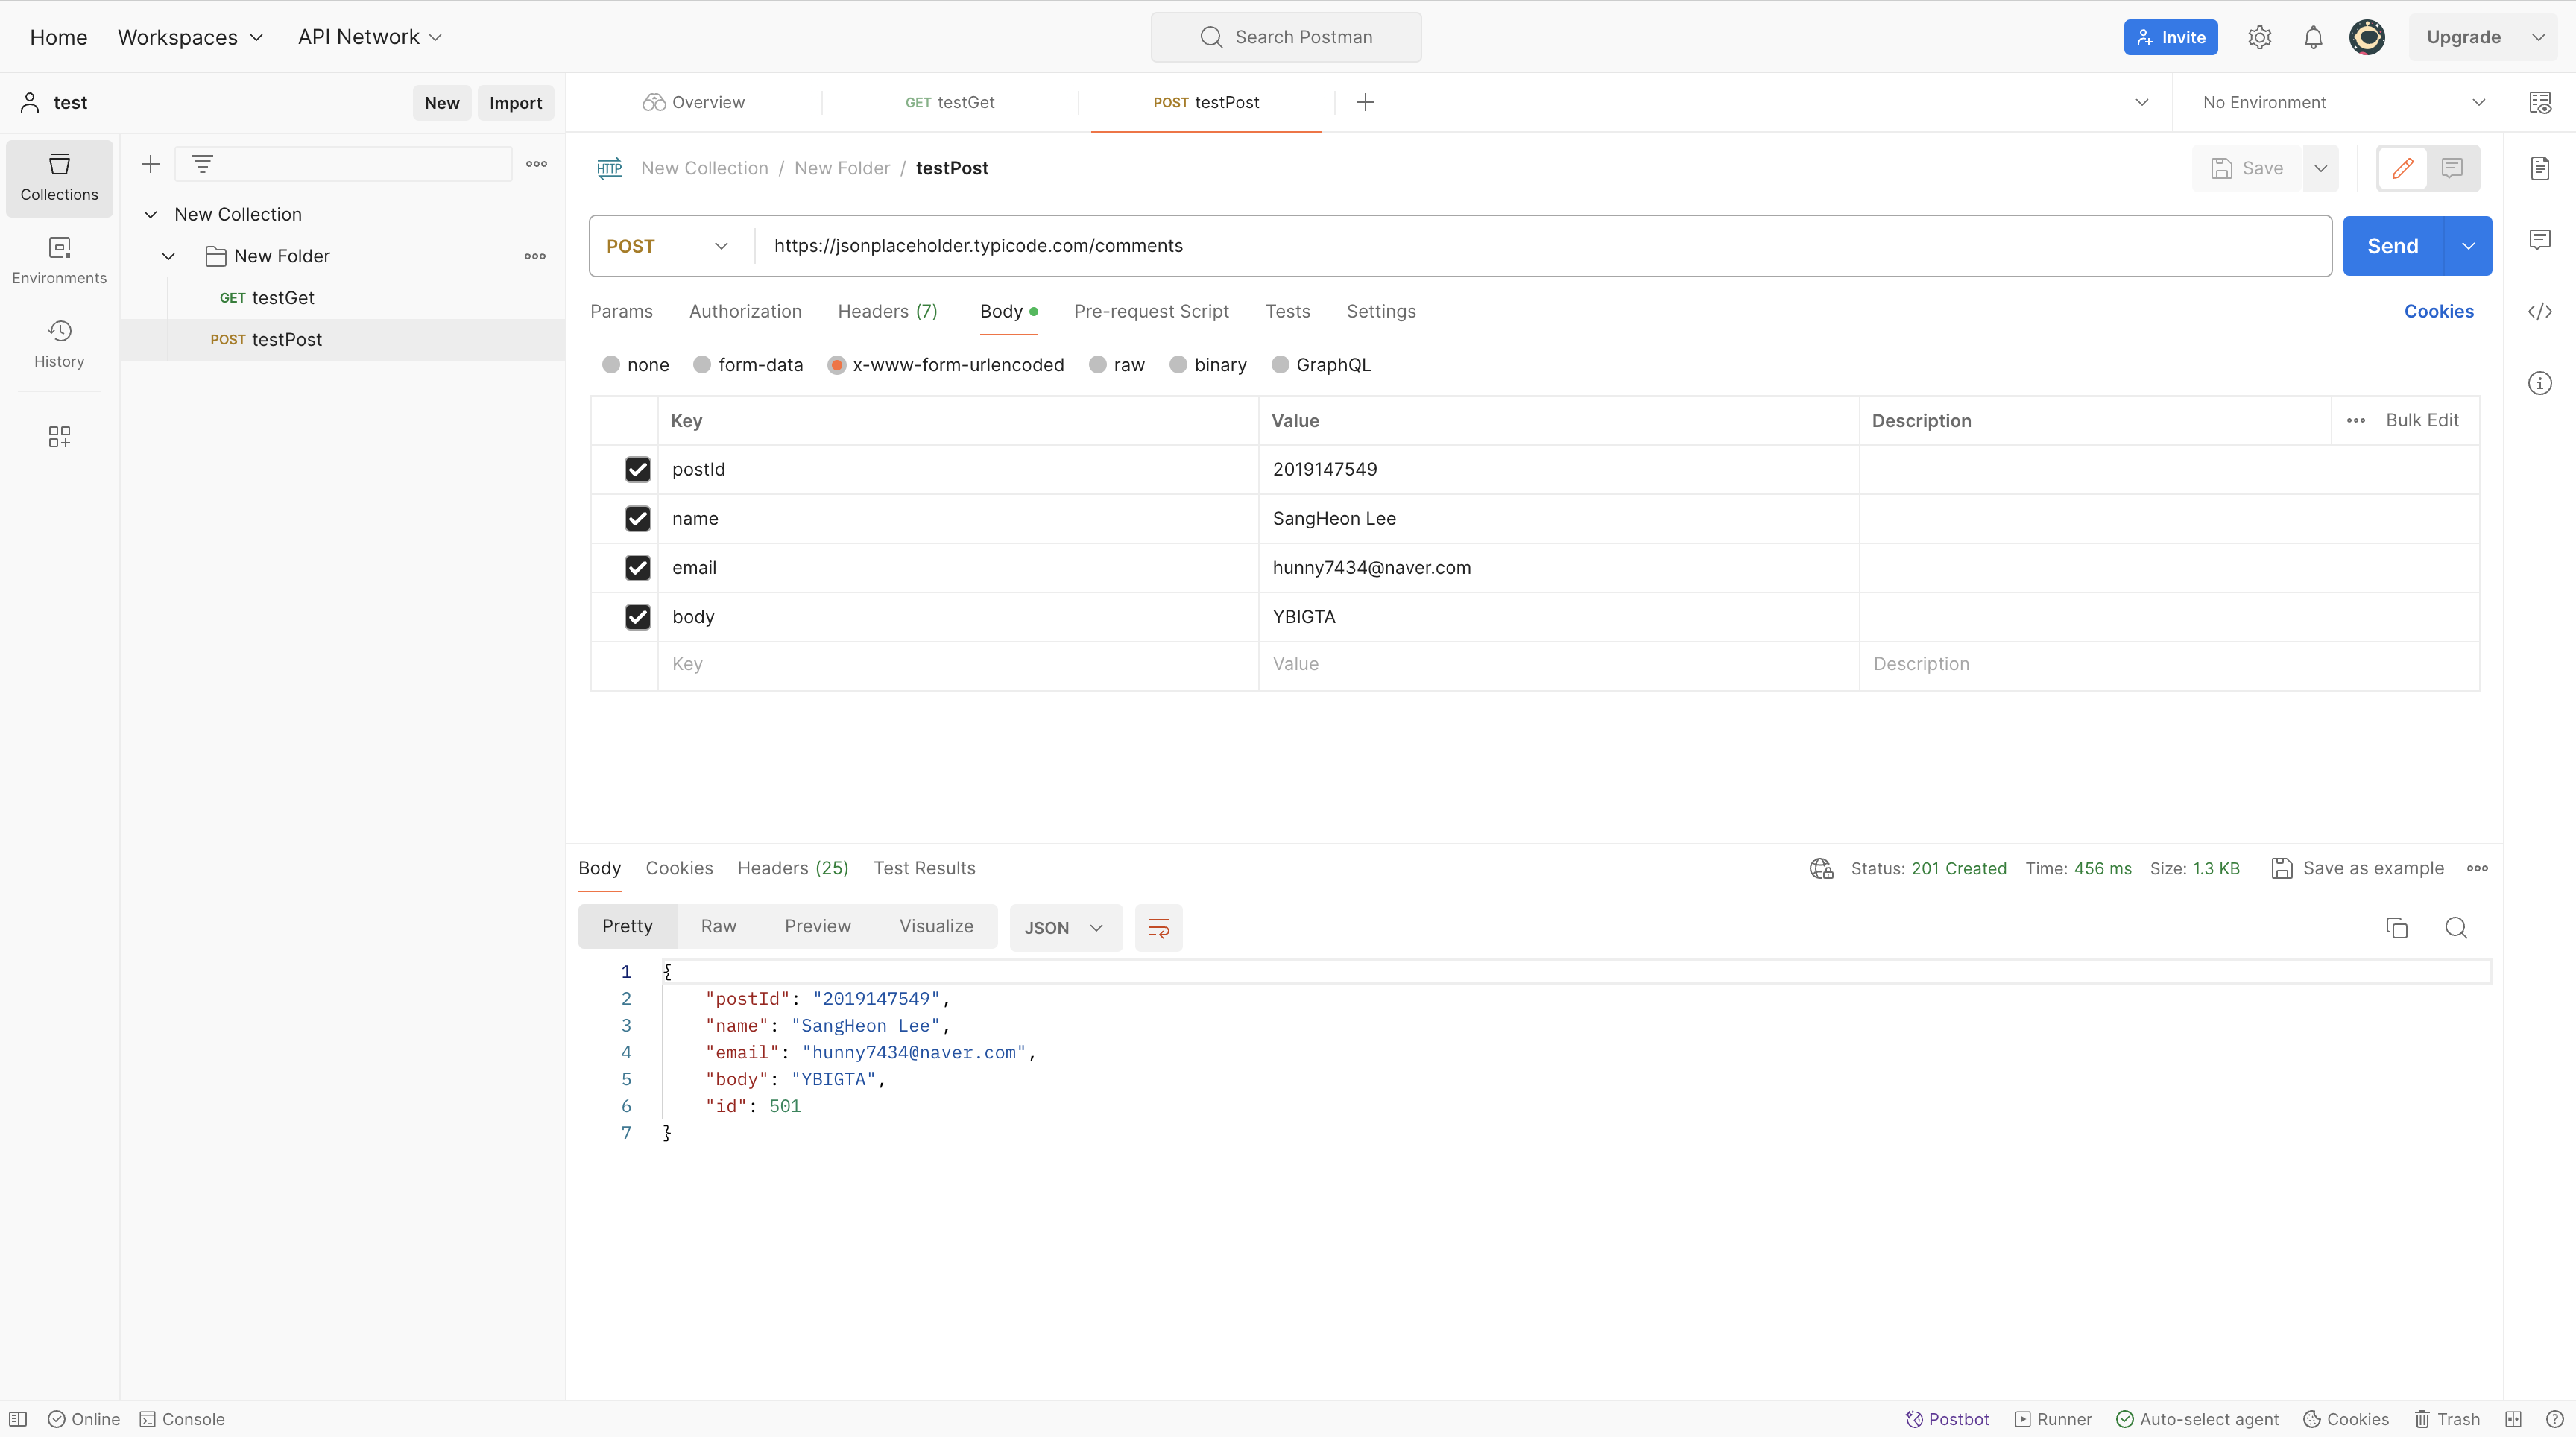 Home Workspaces API Network Search Postman Invite Upgrade
test New Import Overview GET testGet POST testPost No Environment
Collections
Environments
History
New Collection
New Folder
GET testGet
POST testPost
HTTP New Collection / New Folder / testPost Save
POST https://jsonplaceholder.typicode.com/comments Send
Params Authorization Headers (7) Body Pre-request Script Tests Settings Cookies
none form-data x-www-form-urlencoded raw binary GraphQL
Key Value Description Bulk Edit
postId 2019147549
name SangHeon Lee
email hunny7434@naver.com
body YBIGTA
Key Value Description
Body Cookies Headers (25) Test Results Status: 201 Created Time: 456 ms Size: 1.3 KB Save as example
Pretty Raw Preview Visualize JSON
1 {
2 "postId": "2019147549",
3 "name": "SangHeon Lee",
4 "email": "hunny7434@naver.com",
5 "body": "YBIGTA",
6 "id": 501
7 }
Online Console Postbot Runner Auto-select agent Cookies Trash